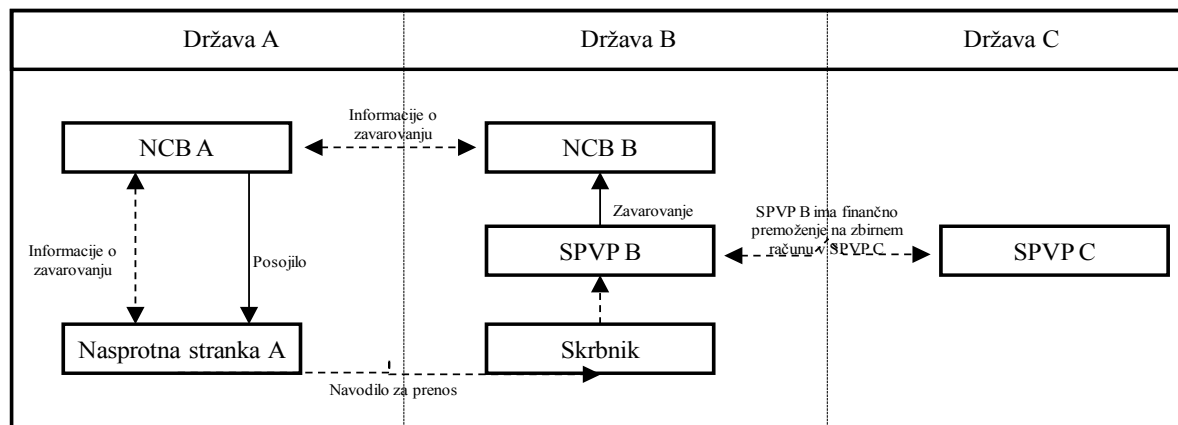 Država A
Država B
Država C
Informacije o
zavarovanju
NCB A
NCB B
Zavarovanje
SPVP B ima finančno
premoženje na zbirnem
računu v SPVP C
Informacije o
zavarovanju
Posojilo
SPVP B
SPVP C
Nasprotna stranka A
Skrbnik
Navodilo za prenos